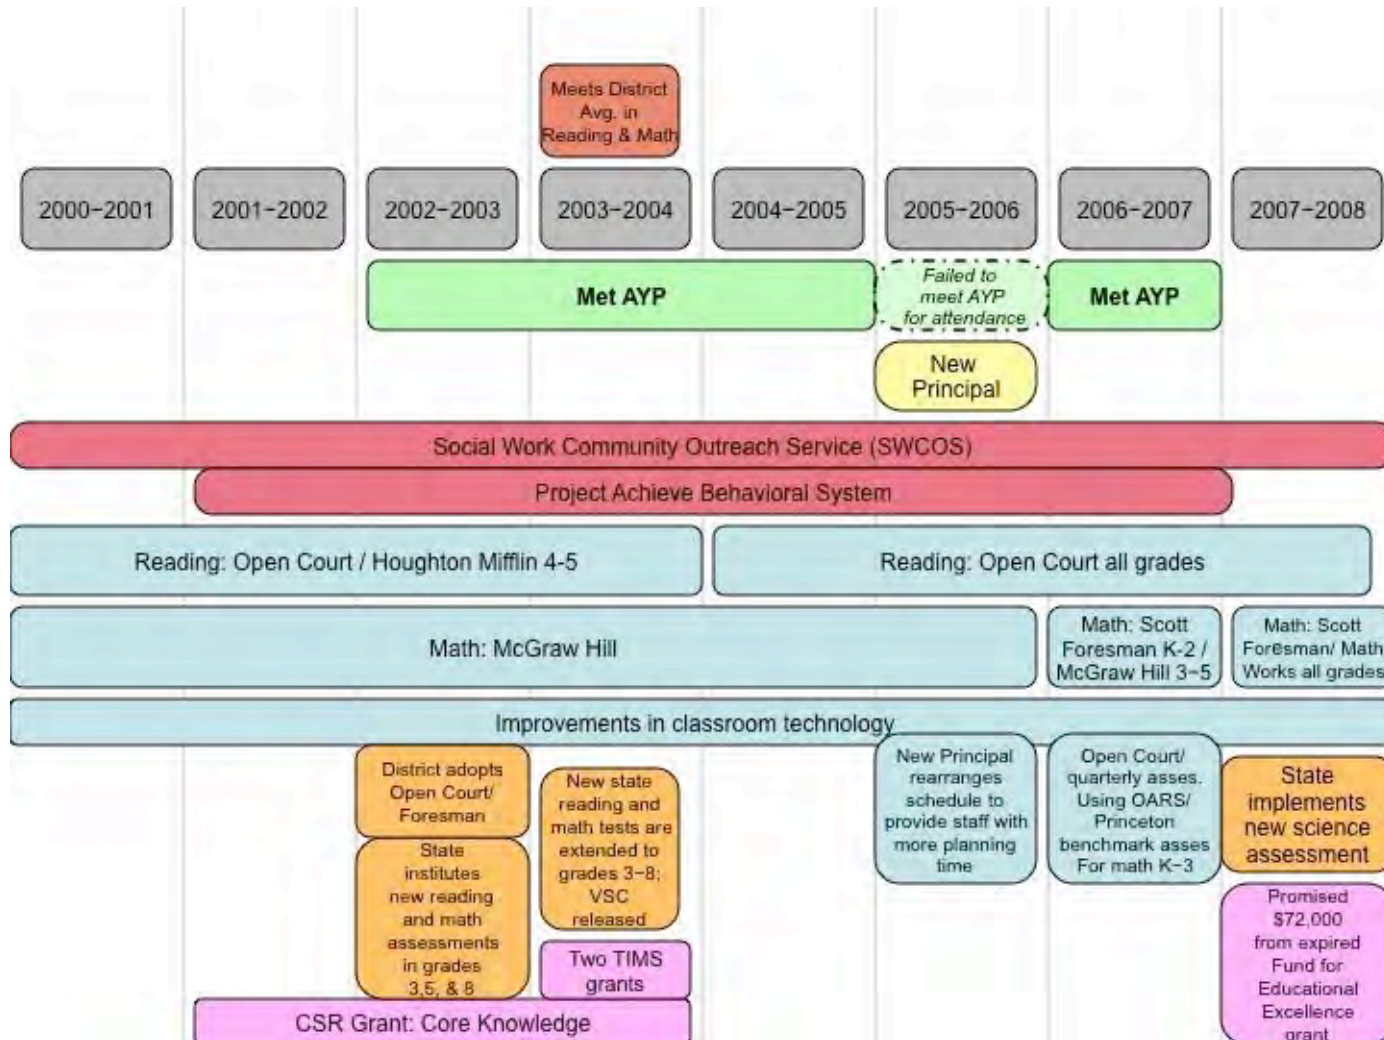 Meets District
Avg. in
Reading & Math
2000−2001
2001−2002
2002−2003
2003−2004
2004−2005
2005−2006
2006−2007
2007−2008
Met AYP
Failed to
meet AYP
for attendance
Met AYP
New
Principal
Social Work Community Outreach Service (SWCOS)
Project Achieve Behavioral System
Reading: Open Court / Houghton Mifflin 4-5
Reading: Open Court all grades
Math: McGraw Hill
Math: Scott
Foresman K-2 /
McGraw Hill 3−5
Math: Scott
Foresman/ Math
Works all grades
Improvements in classroom technology
District adopts
Open Court/
Foresman
State
institutes
new reading
and math
assessments
in grades
3,5, & 8
New state
reading and
math tests are
extended to
grades 3−8;
VSC
released
Two TIMS
grants
CSR Grant: Core Knowledge
New Principal
rearranges
schedule to
provide staff with
more planning
time
Open Court/
quarterly asses.
Using OARS/
Princeton
benchmark asses
For math K−3
State
implements
new science
assessment
Promised
$72,000
from expired
Fund for
Educational
Excellence
grant